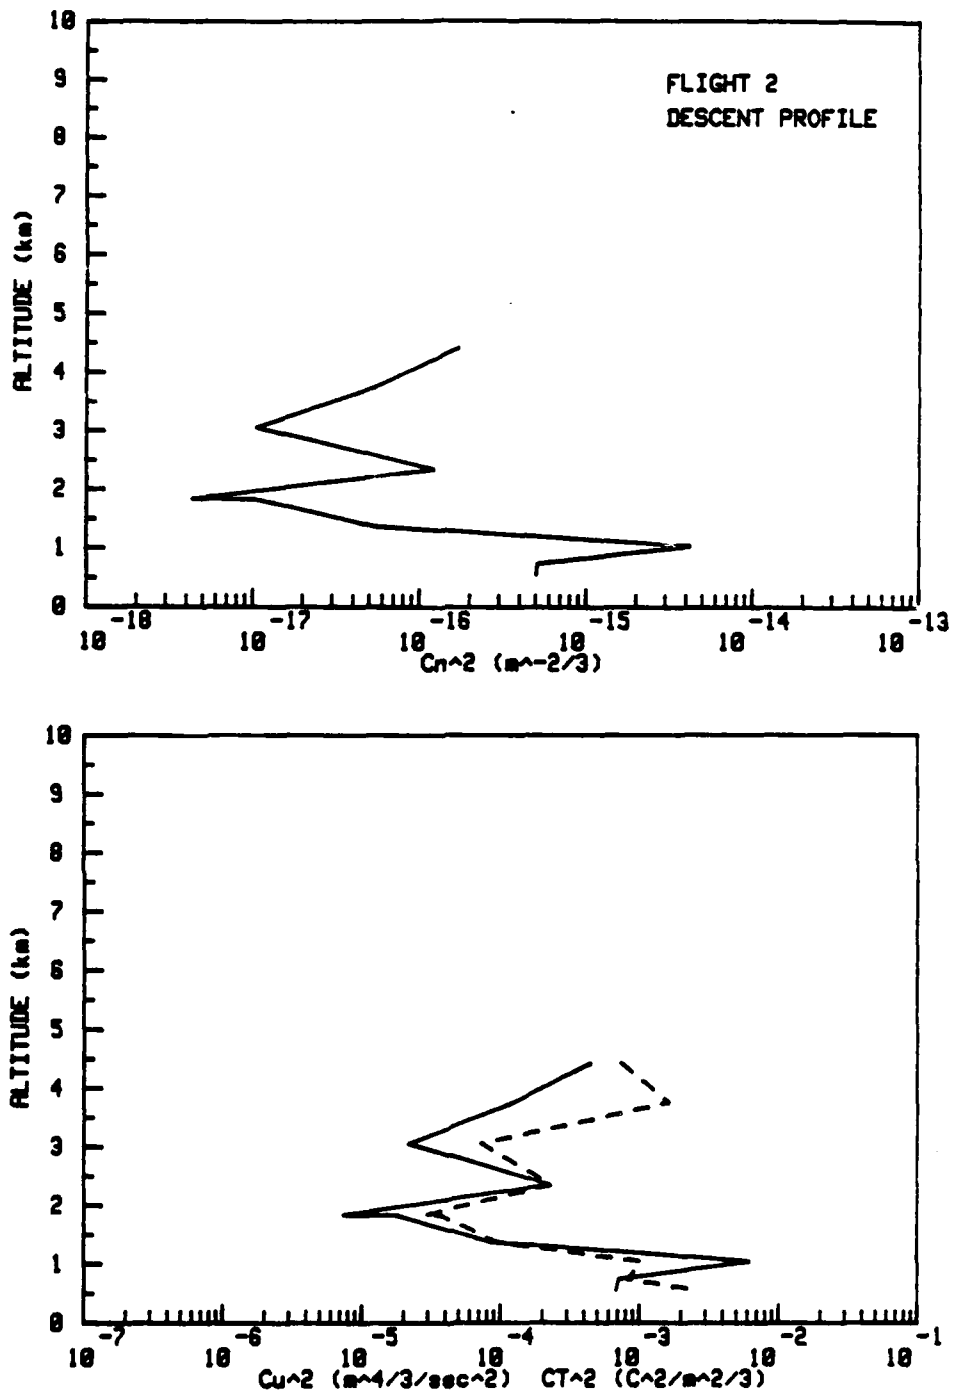 FLIGHT 2
DESCENT PROFILE
ALTITUDE (km)
10
9
8
7
6
5
4
3
2
1
0
10^-18 10^-17 10^-16 10^-15 10^-14 10^-13
Cn^2 (m^-2/3)
ALTITUDE (km)
10
9
8
7
6
5
4
3
2
1
0
10^-7 10^-6 10^-5 10^-4 10^-3 10^-2 10^-1
Cu^2 (m^4/3/sec^2) CT^2 (C^2/m^2/3)